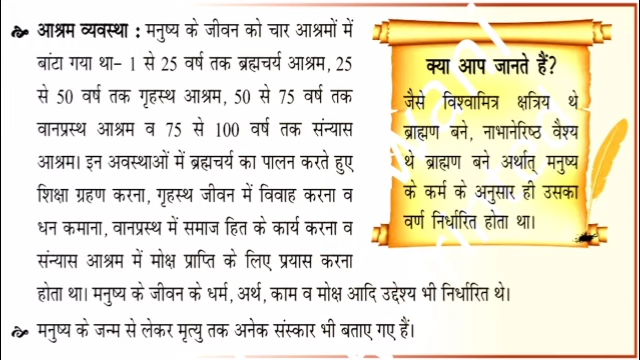 आश्रम व्यवस्था : मनुष्य के जीवन को चार आश्रमों में
बांटा गया था- 1 से 25 वर्ष तक ब्रह्मचर्य आश्रम, 25
से 50 वर्ष तक गृहस्थ आश्रम, 50 से 75 वर्ष तक
वानप्रस्थ आश्रम व 75 से 100 वर्ष तक संन्यास
आश्रम। इन अवस्थाओं में ब्रह्मचर्य का पालन करते हुए
शिक्षा ग्रहण करना, गृहस्थ जीवन में विवाह करना व
धन कमाना, वानप्रस्थ में समाज हित के कार्य करना व
संन्यास आश्रम में मोक्ष प्राप्ति के लिए प्रयास करना
होता था। मनुष्य के जीवन के धर्म, अर्थ, काम व मोक्ष आदि उद्देश्य भी निर्धारित थे।
मनुष्य के जन्म से लेकर मृत्यु तक अनेक संस्कार भी बताए गए हैं।
क्या आप जानते हैं?
जैसे विश्वामित्र क्षत्रिय थे
ब्राह्मण बने, नाभानेरिष्ठ वैश्य
थे ब्राह्मण बने अर्थात् मनुष्य
के कर्म के अनुसार ही उसका
वर्ण निर्धारित होता था।